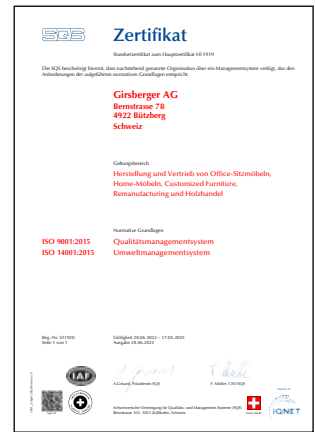 SQS
Zertifikat
Standortzertifikat zum Hauptzertifikat H11919
Die SQS bescheinigt hiermit, dass nachstehend genannte Organisation über ein Managementsystem verfügt, das den
Anforderungen der aufgeführten normativen Grundlagen entspricht.
Girsberger AG
Bernstrasse 78
4922 Bützberg
Schweiz
Geltungsbereich
Herstellung und Vertrieb von Office-Sitzmöbeln,
Home-Möbeln, Customized Furniture,
Remanufacturing und Holzhandel
Normative Grundlagen
ISO 9001:2015 Qualitätsmanagementsystem
ISO 14001:2015 Umweltmanagementsystem
Reg.-Nr. H11920
Seite 1 von 1
Gültigkeit 28.06.2022 – 17.05.2025
Ausgabe 28.06.2022
A. Grisard, Präsidentin SQS
F. Müller, CEO SQS
IAF
Schweizerische Vereinigung für Qualitäts- und Management-Systeme (SQS)
Bernstrasse 103, 3052 Zollikofen, Schweiz
Swiss Made
IQNET